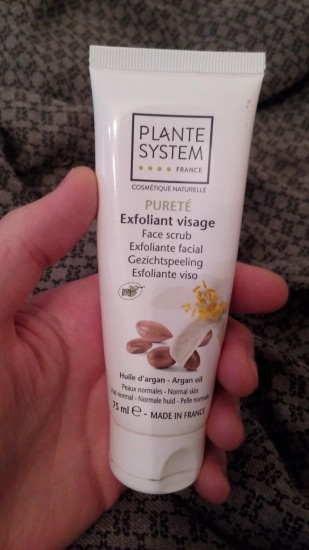 PLANTE
SYSTEM
FRANCE
COSMÉTIQUE NATURELLE
PURETÉ
Exfoliant visage
Face scrub
Exfoliante facial
Gezichtspeeling
Esfoliante viso
BIO
Huile d'argan - Argan oil
Peaux normales - Normal skin
Piel normal - Normale huid - Pelle normale
75 ml e - MADE IN FRANCE